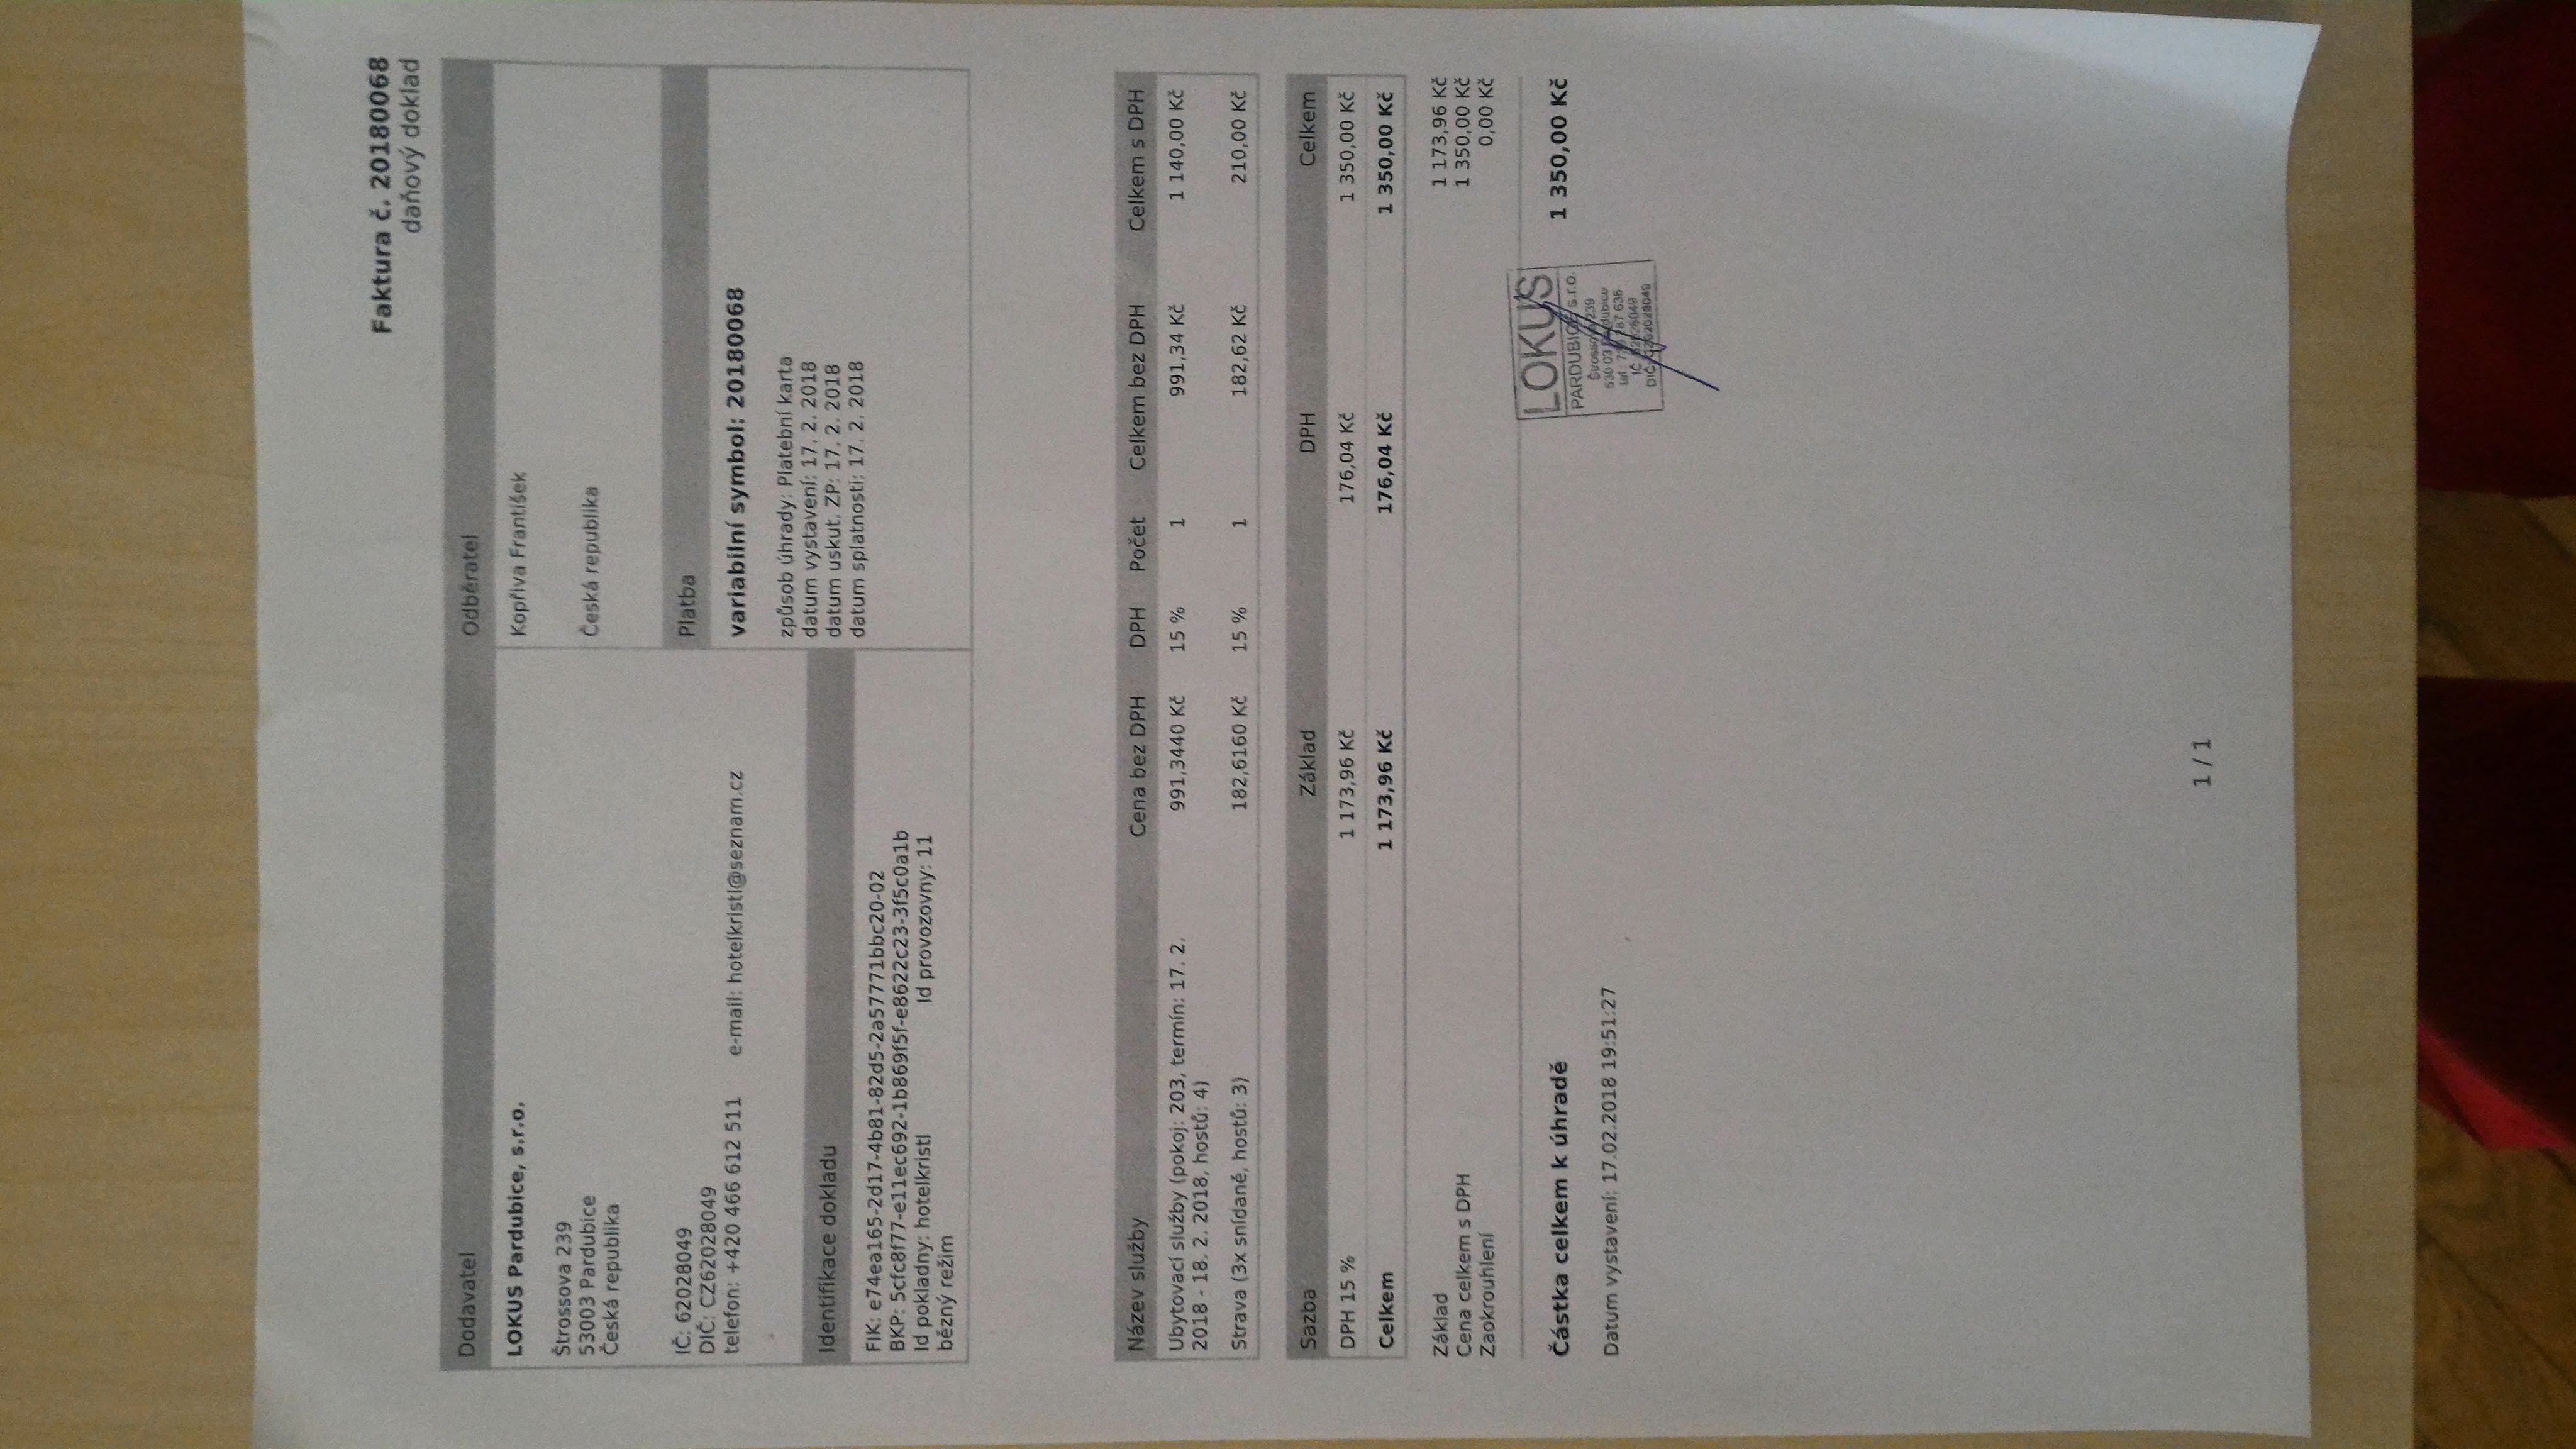 Faktura č. 20180068
daňový doklad
Dodavatel
LOKUS Pardubice, s.r.o.
Štrossova 239
53003 Pardubice
Česká republika
IČ: 62028049
DIČ: CZ62028049
telefon: +420 466 612 511 e-mail: hotelkristl@seznam.cz
Identifikace dokladu
FIK: e74ea165-2d17-4b81-82d5-2a57771bbc20-02
BKP: 5cfc8f77-e11ec692-1b869f5f-e8622c23-3f5c0a1b
Id pokladny: hotelkristl Id provozovny: 11
bězný režim
Odběratel
Kopřiva František
Česká republika
Platba
variabilní symbol: 20180068
způsob úhrady: Platební karta
datum vystavení: 17. 2. 2018
datum uskut. ZP: 17. 2. 2018
datum splatnosti: 17. 2. 2018
Název služby Cena bez DPH DPH Počet Celkem bez DPH Celkem s DPH
Ubytovací služby (pokoj: 203, termín: 17. 2. 991,3440 Kč 15 % 1 991,34 Kč 1 140,00 Kč
2018 - 18. 2. 2018, hostů: 4)
Strava (3x snídaně, hostů: 3) 182,6160 Kč 15 % 1 182,62 Kč 210,00 Kč
Sazba Základ DPH Celkem
DPH 15 % 1 173,96 Kč 176,04 Kč 1 350,00 Kč
Celkem 1 173,96 Kč 176,04 Kč 1 350,00 Kč
Základ 1 173,96 Kč
Cena celkem s DPH 1 350,00 Kč
Zaokrouhlení 0,00 Kč
Částka celkem k úhradě 1 350,00 Kč
Datum vystavení: 17.02.2018 19:51:27
LOKUS
PARDUBICE s.r.o.
Štrossova 239
530 03 Pardubice
IČ: 62028049
DIČ: CZ62028049
1 / 1